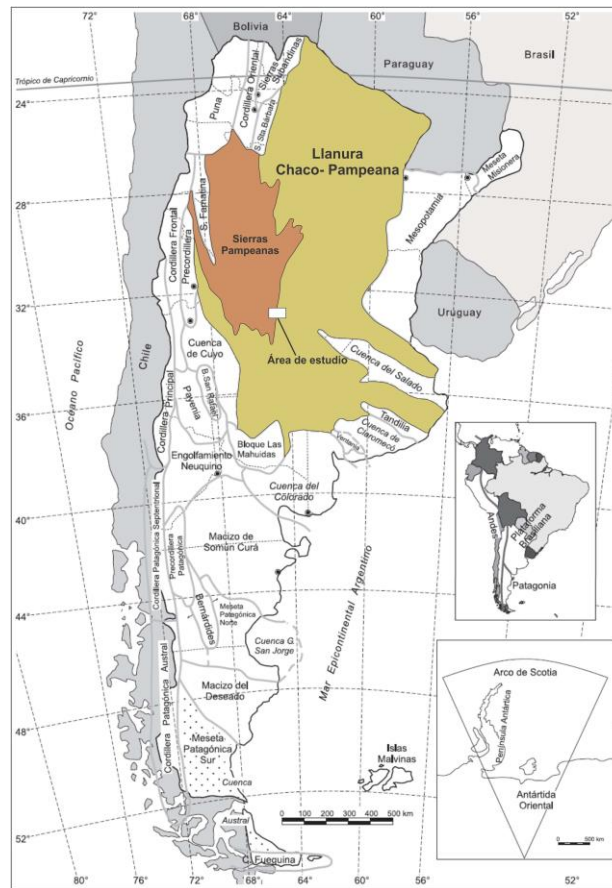 72°
68°
64°
60°
56°
52°
Bolivia
Brasil
Paraguay
Trópico de Capricornio
24°
Puna
Cordillera Oriental
Sierras Subandinas
S. Sta. Bárbara
Llanura
Chaco- Pampeana
Meseta
Misionera
Mesopotamia
28°
Cordillera Frontal
Precordillera
S. Famatina
Sierras
Pampeanas
32°
Uruguay
Océano Pacífico
Chile
Cuenca
de Cuyo
Área de estudio
Cuenca del Salado
Cordillera Principal
Payenia
B. San Rafael
36°
Tandilia
Cuenca de
Claromecó
Ventania
Bloque Las
Mahuidas
Engolfamiento
Neuquino
Cuenca del
Colorado
40°
Cordillera Patagónica Septentrional
Precordillera
Patagónica
Macizo de
Somún Curá
Andes
Plataforma
Brasiliana
Patagonia
Mar Epicontinental Argentino
44°
Bernárdides
Meseta
Patagónica
Norte
Cuenca G.
San Jorge
Cordillera Patagónica Austral
Macizo del
Deseado
Arco de Scotia
Península Antártica
48°
Meseta
Patagónica
Sur
Islas
Malvinas
Cuenca
Antártida
Oriental
0 100 200 300 400 500 km
0 500 km
Austral
52°
C. Fueguina
80°
76°
72°
68°
64°
60°
56°
52°